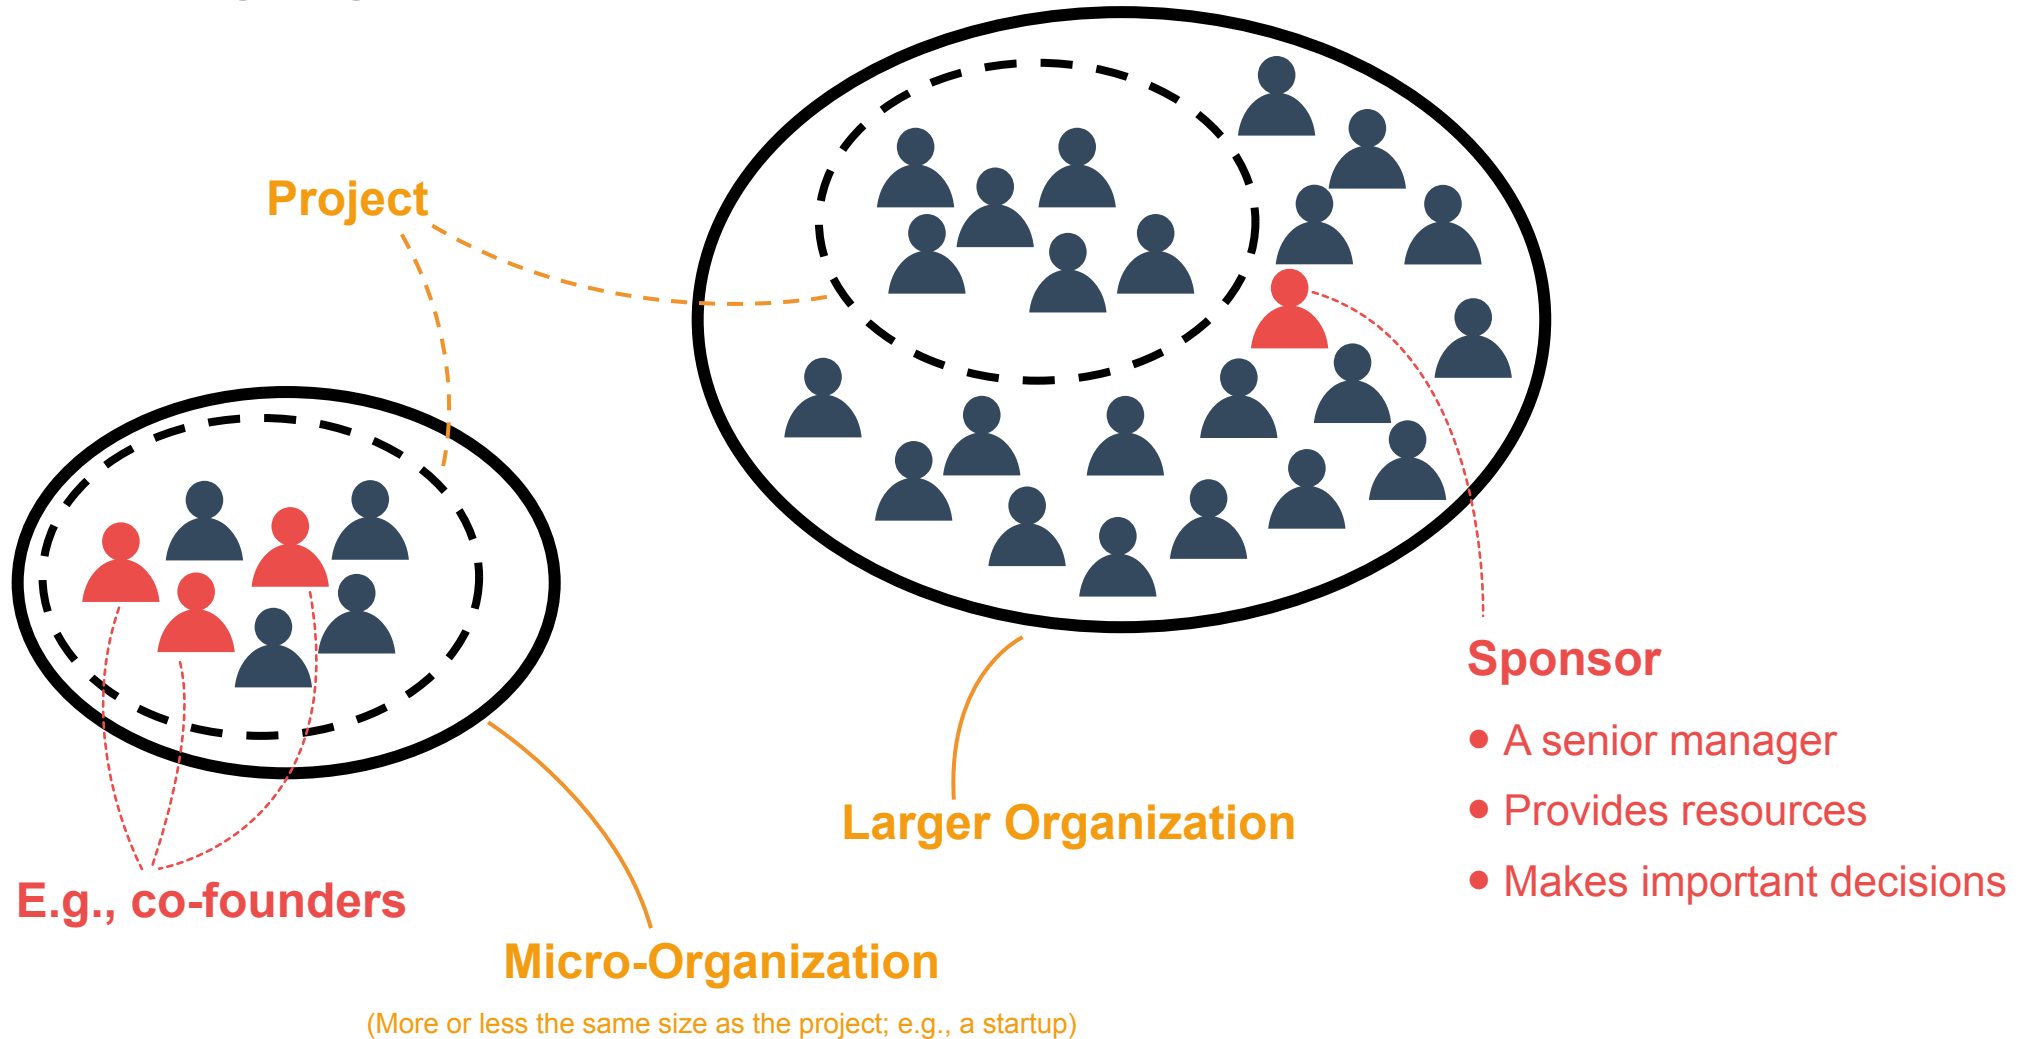 Project
Sponsor
• A senior manager
• Provides resources
• Makes important decisions
Larger Organization
E.g., co-founders
Micro-Organization
(More or less the same size as the project; e.g., a startup)